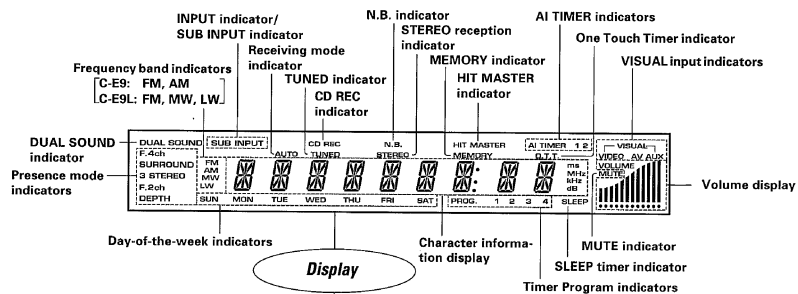 INPUT indicator/
SUB INPUT indicator
Receiving mode
indicator
TUNED indicator
CD REC
indicator
N.B. indicator
STEREO reception
indicator
MEMORY indicator
HIT MASTER
indicator
AI TIMER indicators
One Touch Timer indicator
VISUAL input indicators
Frequency band indicators
C-E9: FM, AM
C-E9L: FM, MW, LW
DUAL SOUND
indicator
Presence mode
indicators
DUAL SOUND SUB INPUT CD REC N.B. HIT MASTER AI TIMER 1 2 VISUAL
F.4ch AUTO TUNED STEREO MEMORY O.T.T. VIDEO AV AUX
SURROUND FM ms VOLUME
3 STEREO AM MHz MUTE
F.2ch MW kHz
DEPTH LW dB
SUN MON TUE WED THU FRI SAT PROG. 1 2 3 4 SLEEP
Volume display
Day-of-the-week indicators
Character informa-
tion display
MUTE indicator
SLEEP timer indicator
Timer Program indicators
Display